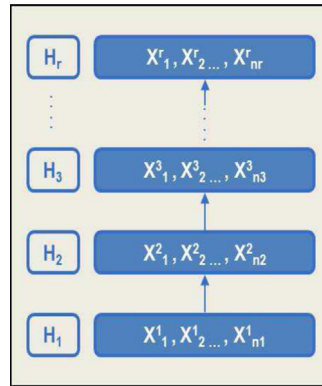 Hr Xr1, Xr2 ..., Xrnr
H3 X31, X32 ..., X3n3
H2 X21, X22 ..., X2n2
H1 X11, X12 ..., X1n1